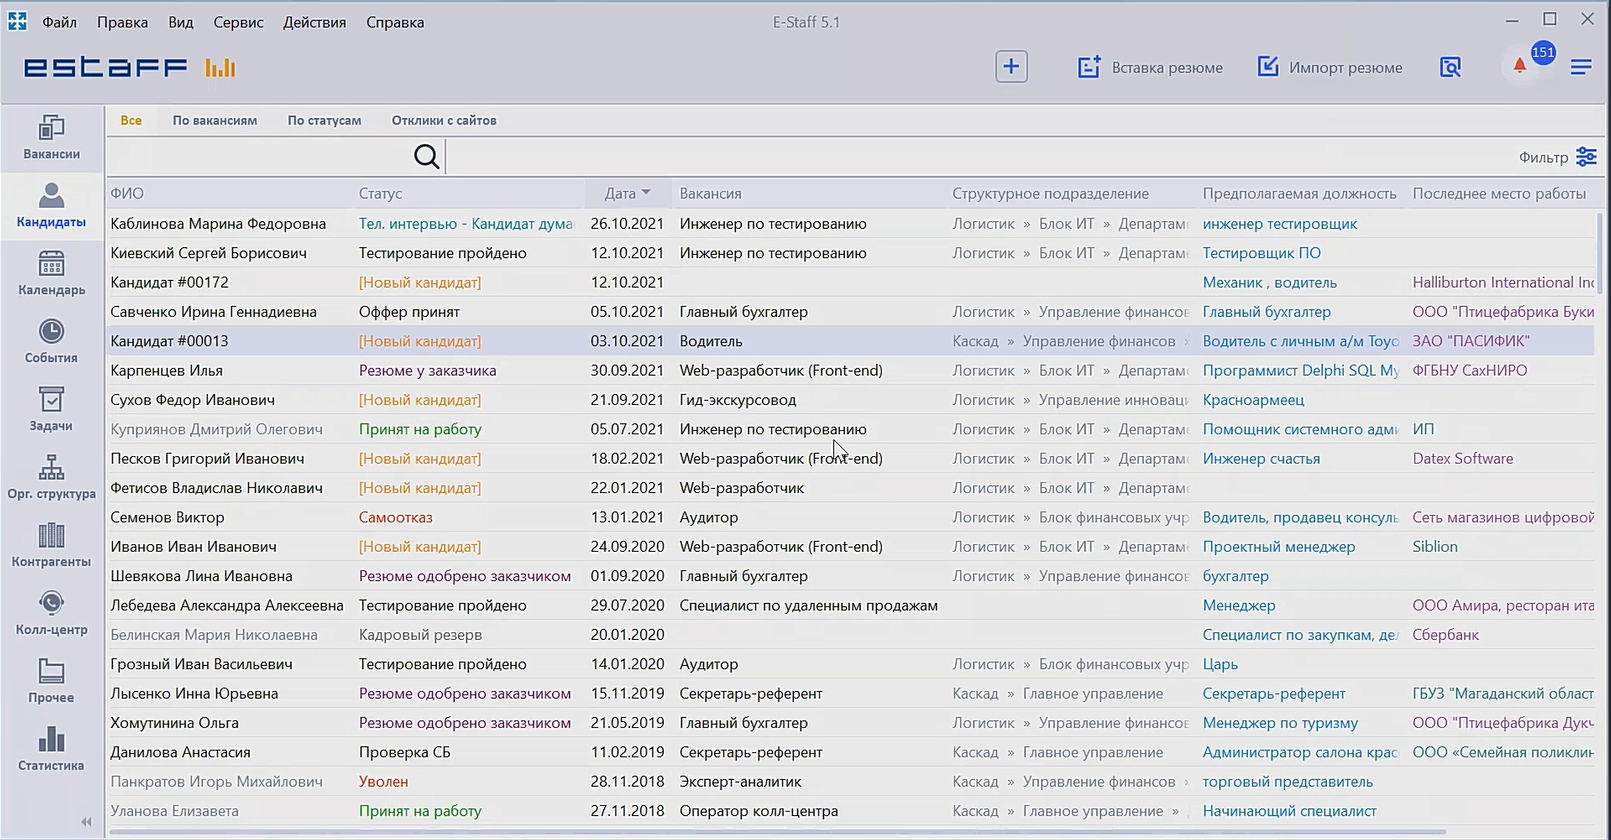 Файл Правка Вид Сервис Действия Справка E-Staff 5.1
estaff Вставка резюме Импорт резюме 151
Вакансии
Кандидаты
Календарь
События
Задачи
Орг. структура
Контрагенты
Колл-центр
Прочее
Статистика
Все По вакансиям По статусам Отклики с сайтов
Фильтр
ФИО Статус Дата Вакансия Структурное подразделение Предполагаемая должность Последнее место работы
Каблинова Марина Федоровна Тел. интервью - Кандидат дума 26.10.2021 Инженер по тестированию Логистик » Блок ИТ » Департам инженер тестировщик
Киевский Сергей Борисович Тестирование пройдено 12.10.2021 Инженер по тестированию Логистик » Блок ИТ » Департам Тестировщик ПО
Кандидат #00172 [Новый кандидат] 12.10.2021 Механик , водитель Halliburton International Inc
Савченко Ирина Геннадиевна Оффер принят 05.10.2021 Главный бухгалтер Логистик » Управление финансов Главный бухгалтер ООО "Птицефабрика Буки
Кандидат #00013 [Новый кандидат] 03.10.2021 Водитель Каскад » Управление финансов » Водитель с личным а/м Toyo ЗАО "ПАСИФИК"
Карпенцев Илья Резюме у заказчика 30.09.2021 Web-разработчик (Front-end) Логистик » Блок ИТ » Департам Программист Delphi SQL My ФГБНУ СахНИРО
Сухов Федор Иванович [Новый кандидат] 21.09.2021 Гид-экскурсовод Логистик » Управление инноваци Красноармеец
Куприянов Дмитрий Олегович Принят на работу 05.07.2021 Инженер по тестированию Логистик » Блок ИТ » Департам Помощник системного адми ИП
Песков Григорий Иванович [Новый кандидат] 18.02.2021 Web-разработчик (Front-end) Логистик » Блок ИТ » Департам Инженер счастья Datex Software
Фетисов Владислав Николавич [Новый кандидат] 22.01.2021 Web-разработчик Логистик » Блок ИТ » Департам
Семенов Виктор Самоотказ 13.01.2021 Аудитор Логистик » Блок финансовых учр Водитель, продавец консуль Сеть магазинов цифровой
Иванов Иван Иванович [Новый кандидат] 24.09.2020 Web-разработчик (Front-end) Логистик » Блок ИТ » Департам Проектный менеджер Siblion
Шевякова Лина Ивановна Резюме одобрено заказчиком 01.09.2020 Главный бухгалтер Логистик » Управление финансов бухгалтер
Лебедева Александра Алексеевна Тестирование пройдено 29.07.2020 Специалист по удаленным продажам Менеджер ООО Амира, ресторан ита
Белинская Мария Николаевна Кадровый резерв 20.01.2020 Специалист по закупкам, де Сбербанк
Грозный Иван Васильевич Тестирование пройдено 14.01.2020 Аудитор Логистик » Блок финансовых учр Царь
Лысенко Инна Юрьевна Резюме одобрено заказчиком 15.11.2019 Секретарь-референт Каскад » Главное управление Секретарь-референт ГБУЗ "Магаданский област
Хомутинина Ольга Резюме одобрено заказчиком 21.05.2019 Главный бухгалтер Логистик » Управление финансов Менеджер по туризму ООО "Птицефабрика Дукч
Данилова Анастасия Проверка СБ 11.02.2019 Секретарь-референт Каскад » Главное управление Администратор салона крас ООО «Семейная поликлин
Панкратов Игорь Михайлович Уволен 28.11.2018 Эксперт-аналитик Каскад » Управление финансов » торговый представитель
Уланова Елизавета Принят на работу 27.11.2018 Оператор колл-центра Каскад » Главное управление » Начинающий специалист